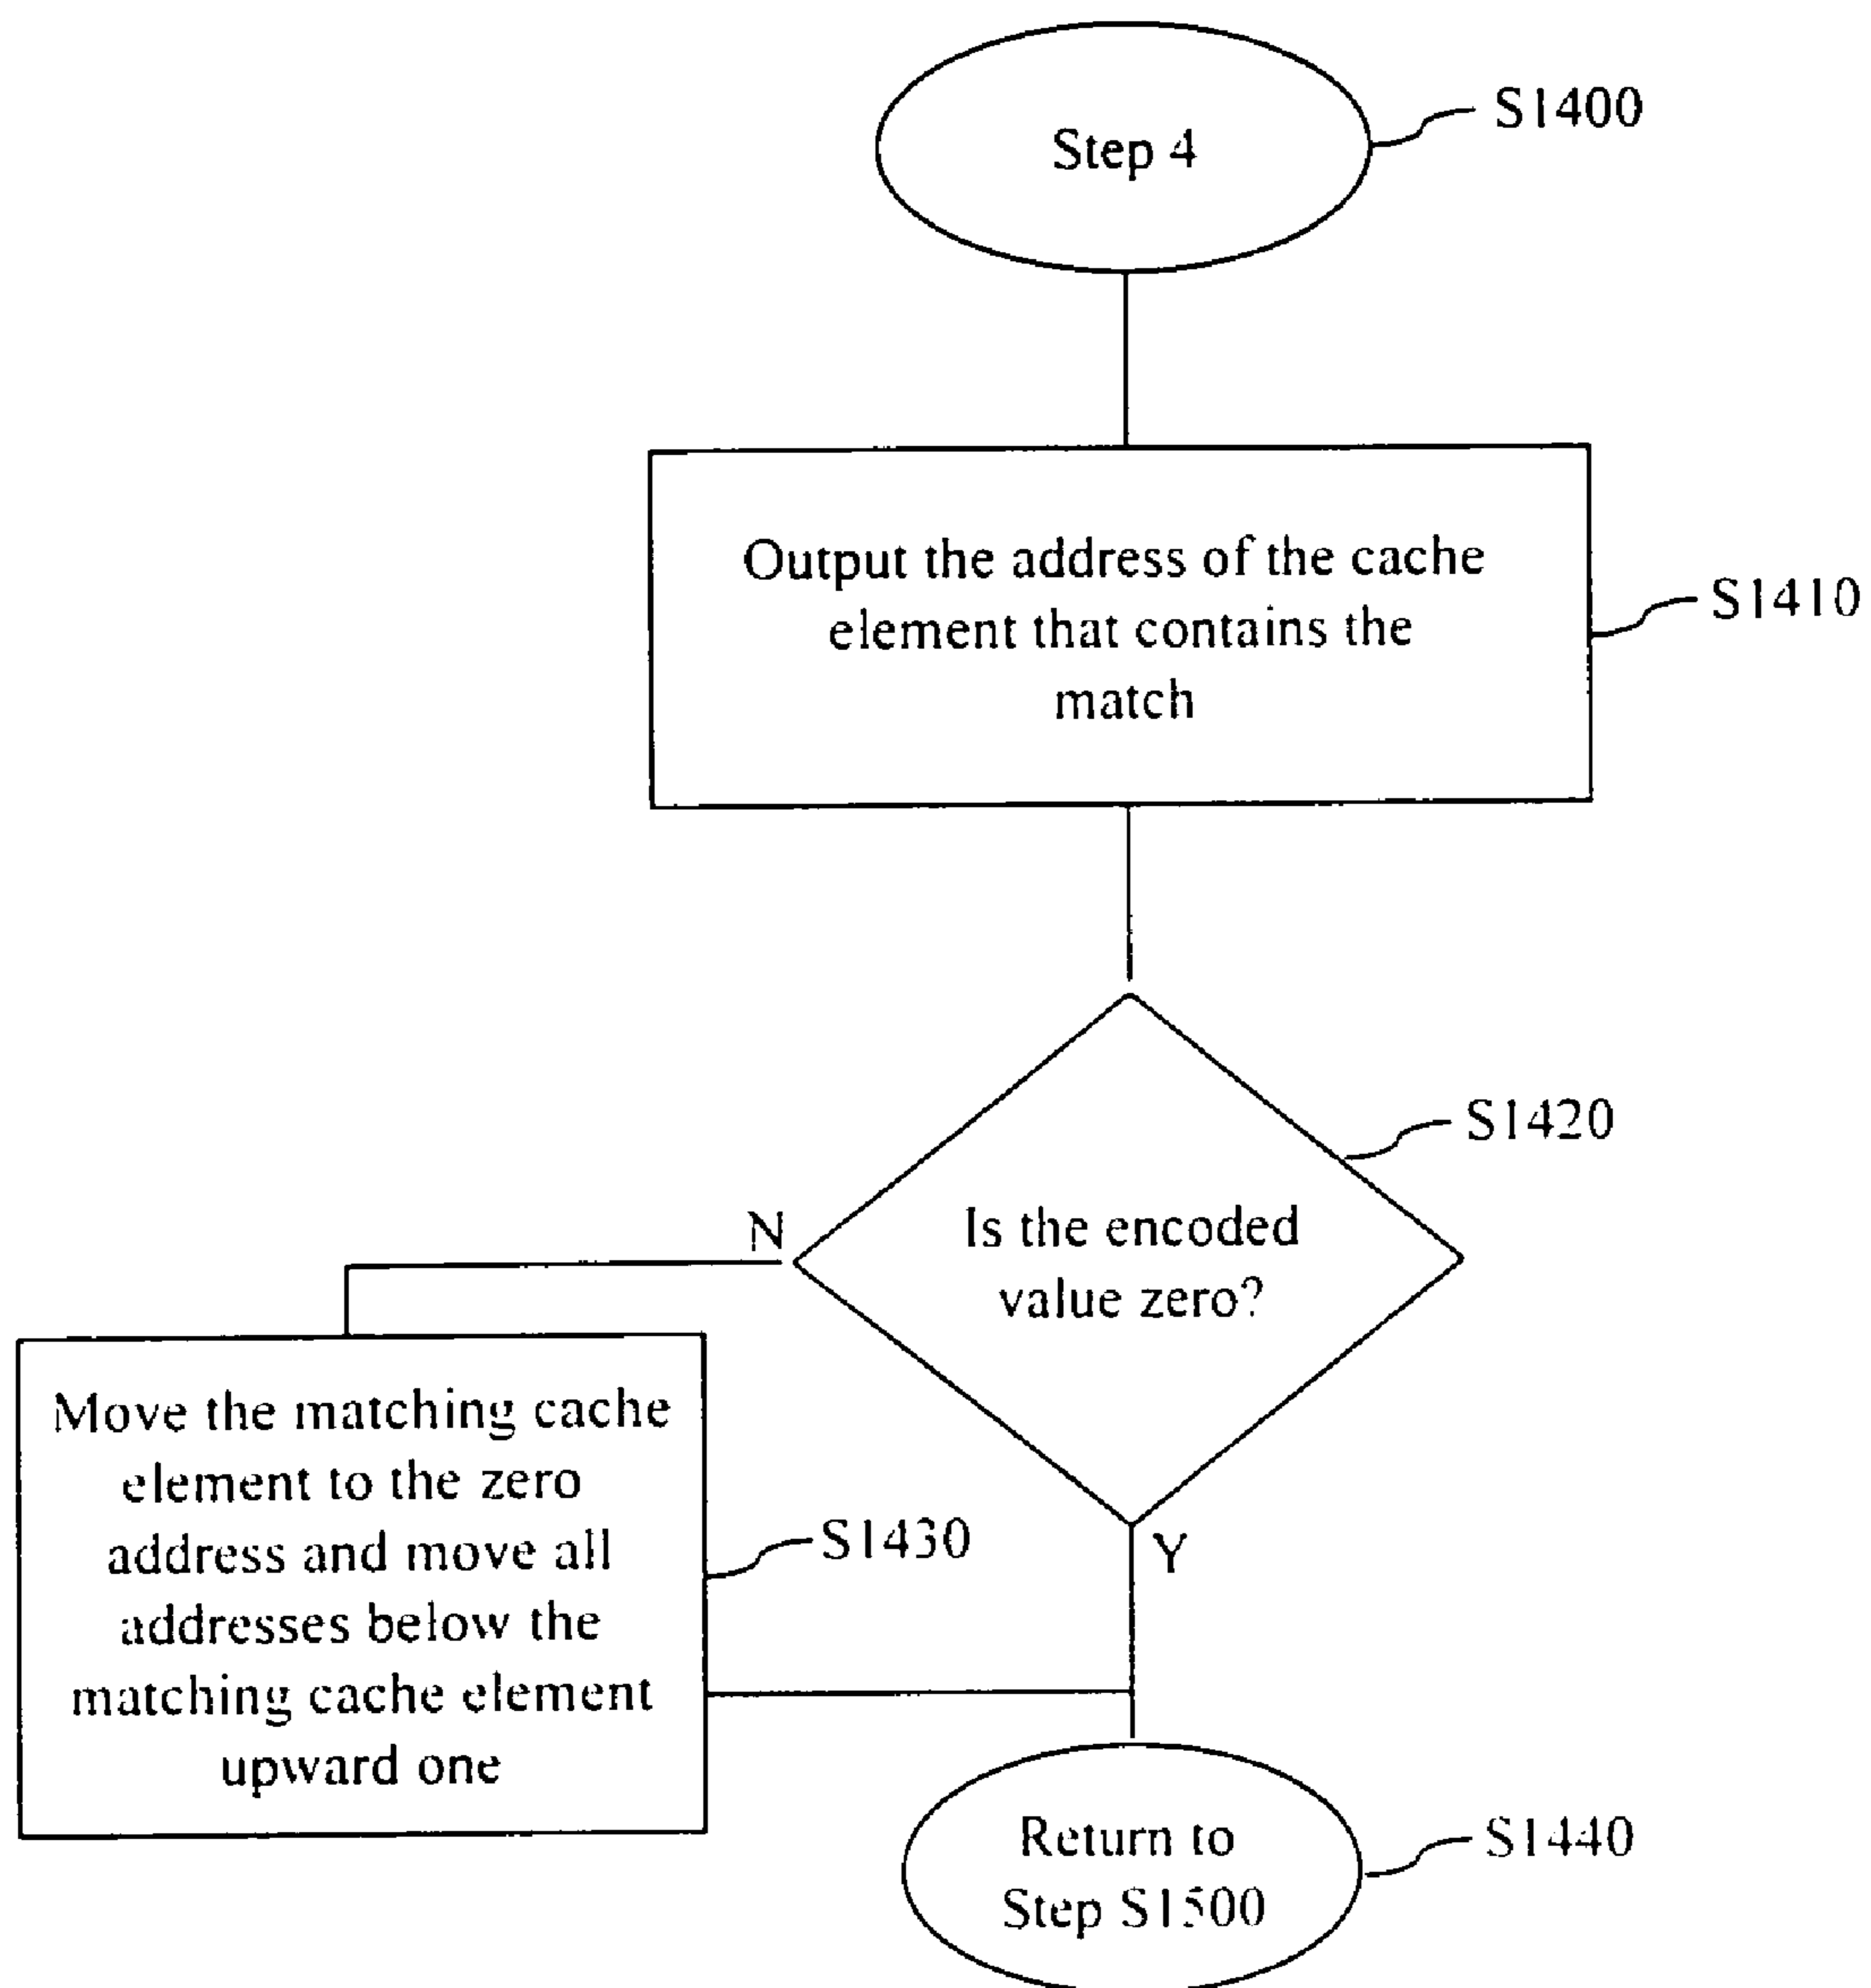 Step 4
S1400
Output the address of the cache
element that contains the
match
S1410
Is the encoded
value zero?
S1420
N
Y
Move the matching cache
element to the zero
address and move all
addresses below the
matching cache element
upward one
S1430
Return to
Step S1500
S1440